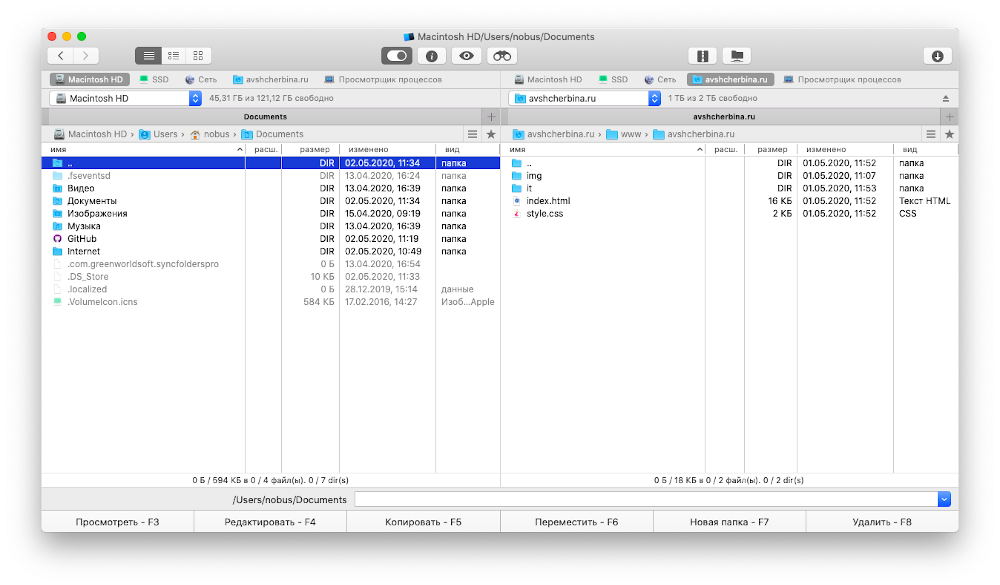 Macintosh HD/Users/nobus/Documents
Macintosh HD SSD Сеть avshcherbina.ru Просмотрщик процессов
Macintosh HD SSD Сеть avshcherbina.ru Просмотрщик процессов
Macintosh HD 45,31 ГБ из 121,12 ГБ свободно
avshcherbina.ru 1 ТБ из 2 ТБ свободно
Documents +
avshcherbina.ru +
Macintosh HD › Users › nobus › Documents
avshcherbina.ru › www › avshcherbina.ru
имя расш. размер изменено вид
.. DIR 02.05.2020, 11:34 папка
.fseventsd DIR 13.04.2020, 16:24 папка
Видео DIR 13.04.2020, 16:39 папка
Документы DIR 02.05.2020, 11:34 папка
Изображения DIR 15.04.2020, 09:19 папка
Музыка DIR 13.04.2020, 16:39 папка
GitHub DIR 02.05.2020, 11:19 папка
Internet DIR 02.05.2020, 10:49 папка
.com.greenworldsoft.syncfolderspro 0 Б 13.04.2020, 16:54
.DS_Store 10 КБ 02.05.2020, 11:33
.localized 0 Б 28.12.2019, 15:14 данные
.VolumeIcon.icns 584 КБ 17.02.2016, 14:27 Изоб...Apple
имя расш. размер изменено вид
.. DIR 01.05.2020, 11:52 папка
img DIR 01.05.2020, 11:07 папка
it DIR 01.05.2020, 11:53 папка
index.html 16 КБ 01.05.2020, 11:52 Текст HTML
style.css 2 КБ 01.05.2020, 11:52 CSS
0 Б / 594 КБ в 0 / 4 файл(ы). 0 / 7 dir(s)
0 Б / 18 КБ в 0 / 2 файл(ы). 0 / 2 dir(s)
/Users/nobus/Documents
Просмотреть - F3 Редактировать - F4 Копировать - F5 Переместить - F6 Новая папка - F7 Удалить - F8